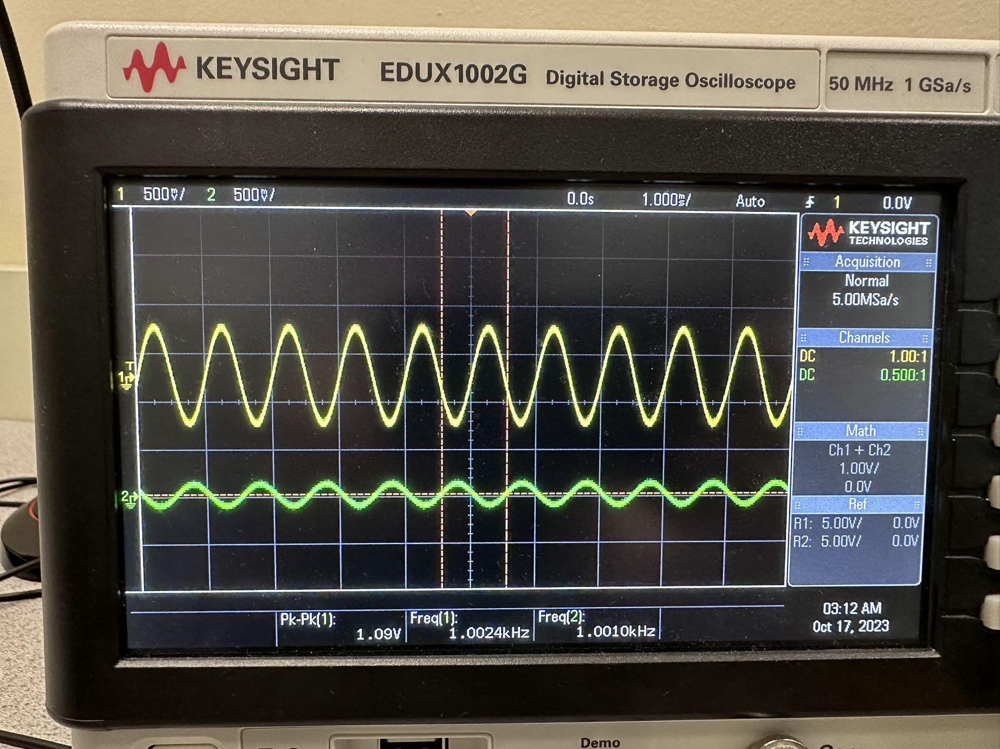 KEYSIGHT EDUX1002G Digital Storage Oscilloscope 50 MHz 1 GSa/s
1 500mV/ 2 500mV/ 0.0s 1.000ms/ Auto 1 0.0V
KEYSIGHT
TECHNOLOGIES
Acquisition
Normal
5.00MSa/s
Channels
DC 1.00:1
DC 0.500:1
T
1
Math
Ch1 + Ch2
1.00V/
0.0V
2
Ref
R1: 5.00V/ 0.0V
R2: 5.00V/ 0.0V
Pk-Pk(1):
1.09V
Freq(1):
1.0024kHz
Freq(2):
1.0010kHz
03:12 AM
Oct 17, 2023
Demo